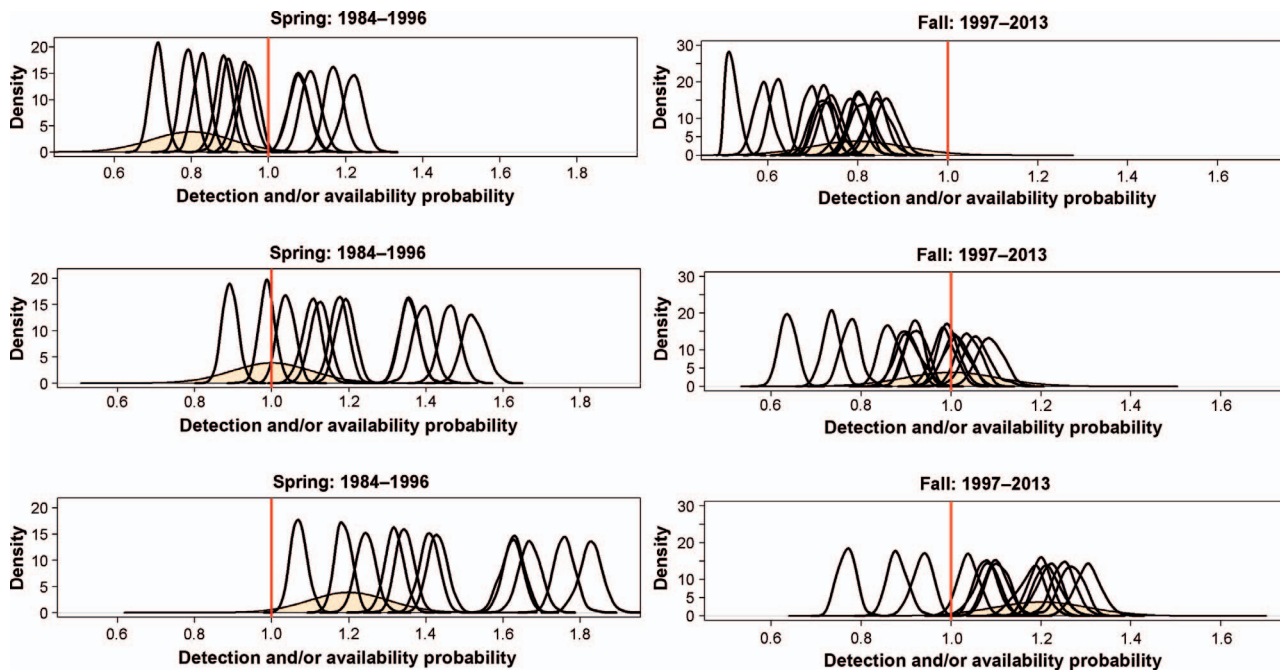 Spring: 1984–1996
Density
20
15
10
5
0
0.6 0.8 1.0 1.2 1.4 1.6 1.8
Detection and/or availability probability
Fall: 1997–2013
Density
30
20
10
5
0
0.6 0.8 1.0 1.2 1.4 1.6
Detection and/or availability probability
Spring: 1984–1996
Density
20
15
10
5
0
0.6 0.8 1.0 1.2 1.4 1.6 1.8
Detection and/or availability probability
Fall: 1997–2013
Density
30
20
10
5
0
0.6 0.8 1.0 1.2 1.4 1.6
Detection and/or availability probability
Spring: 1984–1996
Density
20
15
10
5
0
0.6 0.8 1.0 1.2 1.4 1.6 1.8
Detection and/or availability probability
Fall: 1997–2013
Density
30
20
10
5
0
0.6 0.8 1.0 1.2 1.4 1.6
Detection and/or availability probability